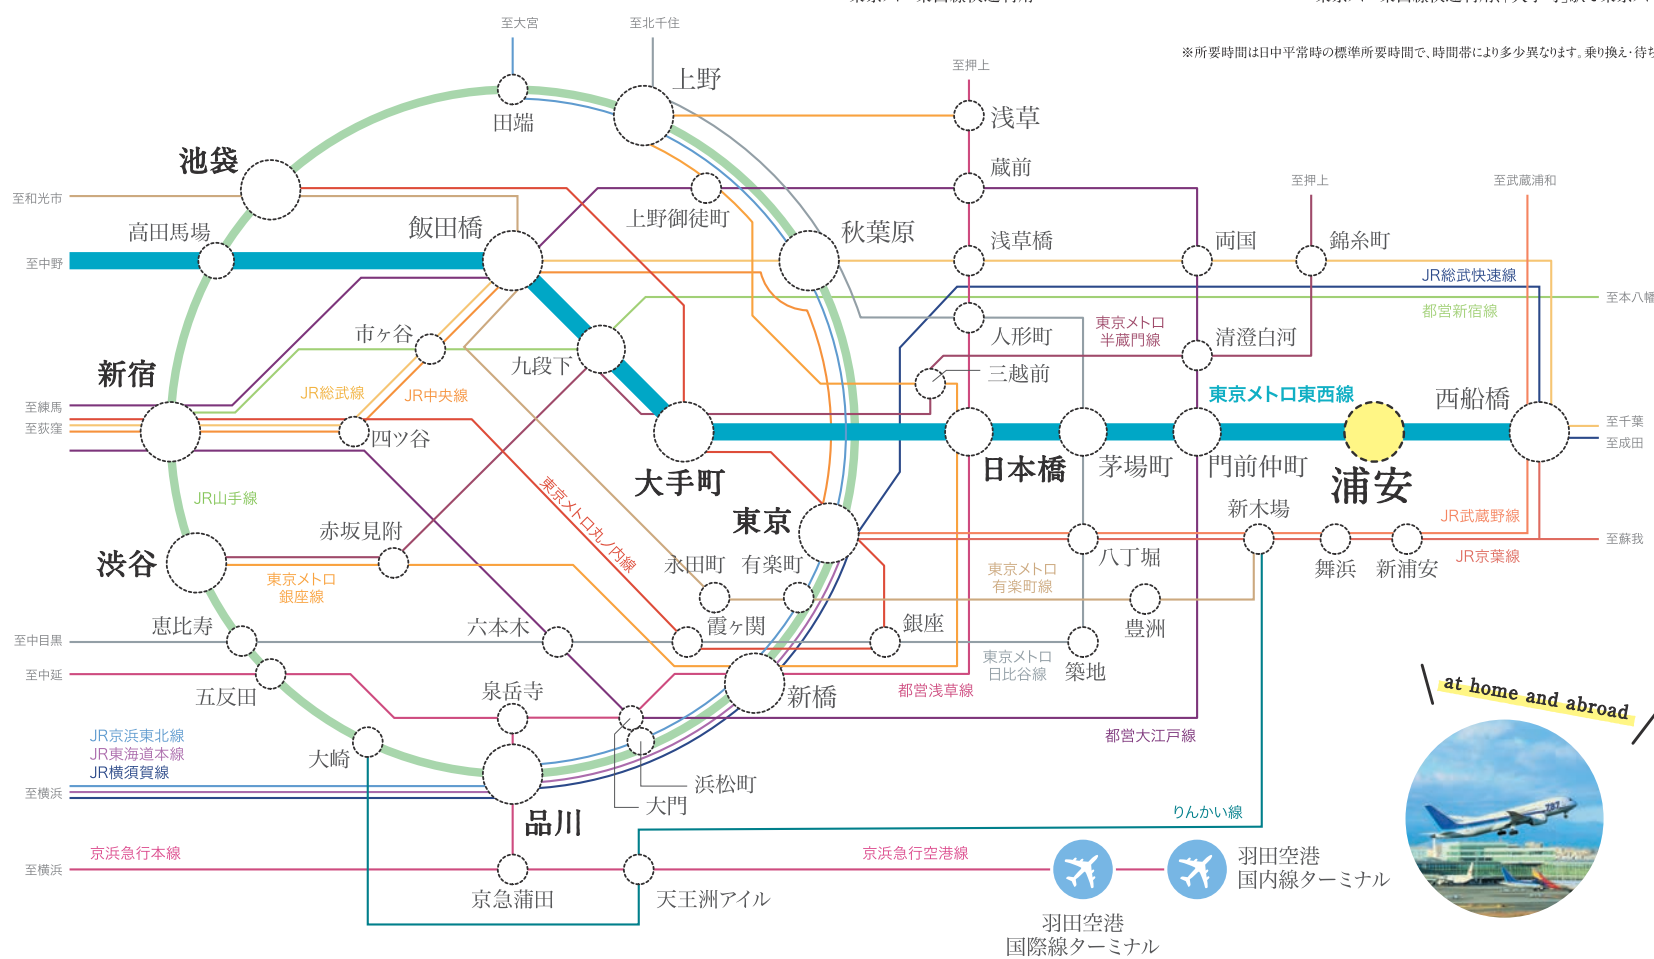 ※所要時間は日中平常時の標準所要時間で、時間帯により多少異なります。乗り換え・待ち
至大宮
至北千住
至押上
上野
田端
浅草
池袋
蔵前
至押上
至武蔵浦和
至和光市
上野御徒町
高田馬場
飯田橋
秋葉原
浅草橋
両国
錦糸町
至中野
JR総武快速線
至本八幡
都営新宿線
市ヶ谷
九段下
人形町
東京メトロ
半蔵門線
清澄白河
三越前
新宿
JR総武線
JR中央線
東京メトロ東西線
西船橋
至練馬
至荻窪
四ツ谷
至千葉
至成田
大手町
日本橋
茅場町
門前仲町
浦安
JR山手線
東京メトロ丸ノ内線
東京
新木場
JR武蔵野線
赤坂見附
至蘇我
渋谷
永田町
有楽町
八丁堀
舞浜
新浦安
JR京葉線
東京メトロ
銀座線
東京メトロ
有楽町線
恵比寿
六本木
霞ヶ関
銀座
豊洲
至中目黒
東京メトロ
日比谷線
築地
至中延
五反田
泉岳寺
新橋
都営浅草線
at home and abroad
JR京浜東北線
JR東海道本線
JR横須賀線
大崎
都営大江戸線
浜松町
至横浜
大門
品川
りんかい線
787
京浜急行本線
京浜急行空港線
至横浜
京急蒲田
天王洲アイル
羽田空港
国内線ターミナル
羽田空港
国際線ターミナル